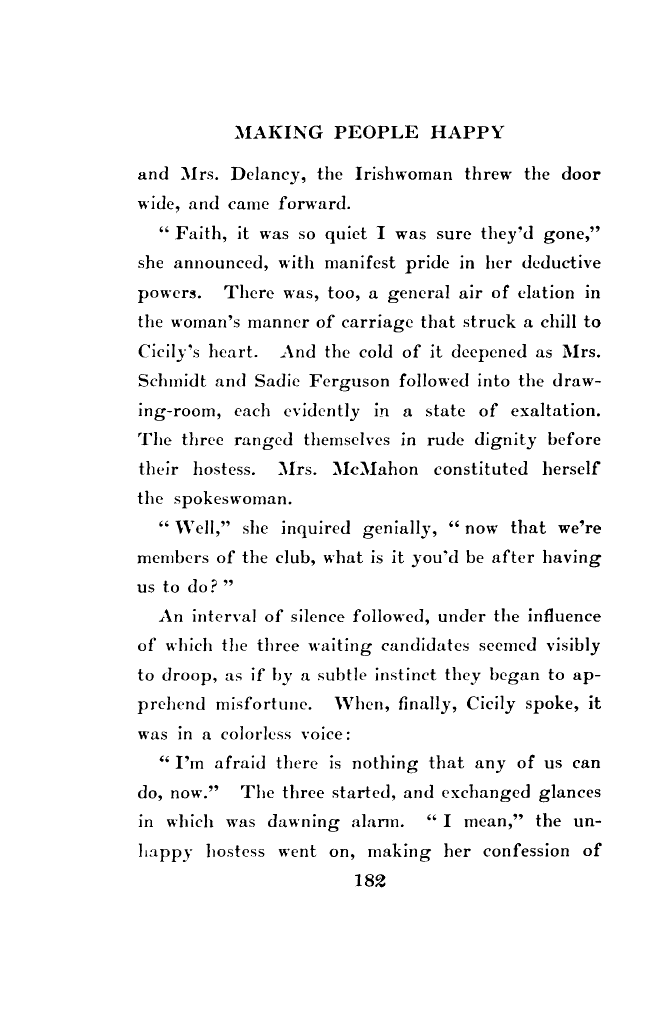 MAKING PEOPLE HAPPY
and Mrs. Delancy, the Irishwoman threw the door
wide, and came forward.
“ Faith, it was so quiet I was sure they’d gone,”
she announced, with manifest pride in her deductive
powers. There was, too, a general air of elation in
the woman’s manner of carriage that struck a chill to
Cicily’s heart. And the cold of it deepened as Mrs.
Schmidt and Sadie Ferguson followed into the draw-
ing-room, each evidently in a state of exaltation.
The three ranged themselves in rude dignity before
their hostess. Mrs. McMahon constituted herself
the spokeswoman.
“ Well,” she inquired genially, “ now that we’re
members of the club, what is it you’d be after having
us to do? ”
An interval of silence followed, under the influence
of which the three waiting candidates seemed visibly
to droop, as if by a subtle instinct they began to ap-
prehend misfortune. When, finally, Cicily spoke, it
was in a colorless voice:
“ I’m afraid there is nothing that any of us can
do, now.” The three started, and exchanged glances
in which was dawning alarm. “ I mean,” the un-
happy hostess went on, making her confession of
182